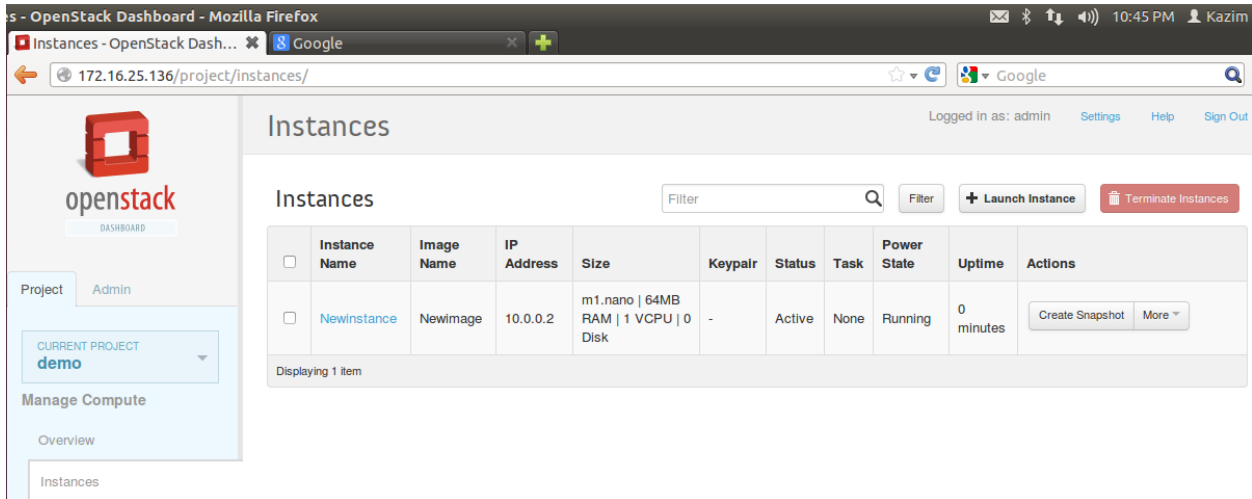 s - OpenStack Dashboard - Mozilla Firefox
10:45 PM Kazim
Instances - OpenStack Dash...
Google
172.16.25.136/project/instances/
Google
Instances
Logged in as: admin Settings Help Sign Out
openstack
DASHBOARD
Instances
Filter
Filter
Launch Instance
Terminate Instances
Instance Name Image Name IP Address Size Keypair Status Task Power State Uptime Actions
Newinstance Newimage 10.0.0.2 m1.nano | 64MB RAM | 1 VCPU | 0 Disk - Active None Running 0 minutes Create Snapshot More
Displaying 1 item
Project Admin
CURRENT PROJECT
demo
Manage Compute
Overview
Instances